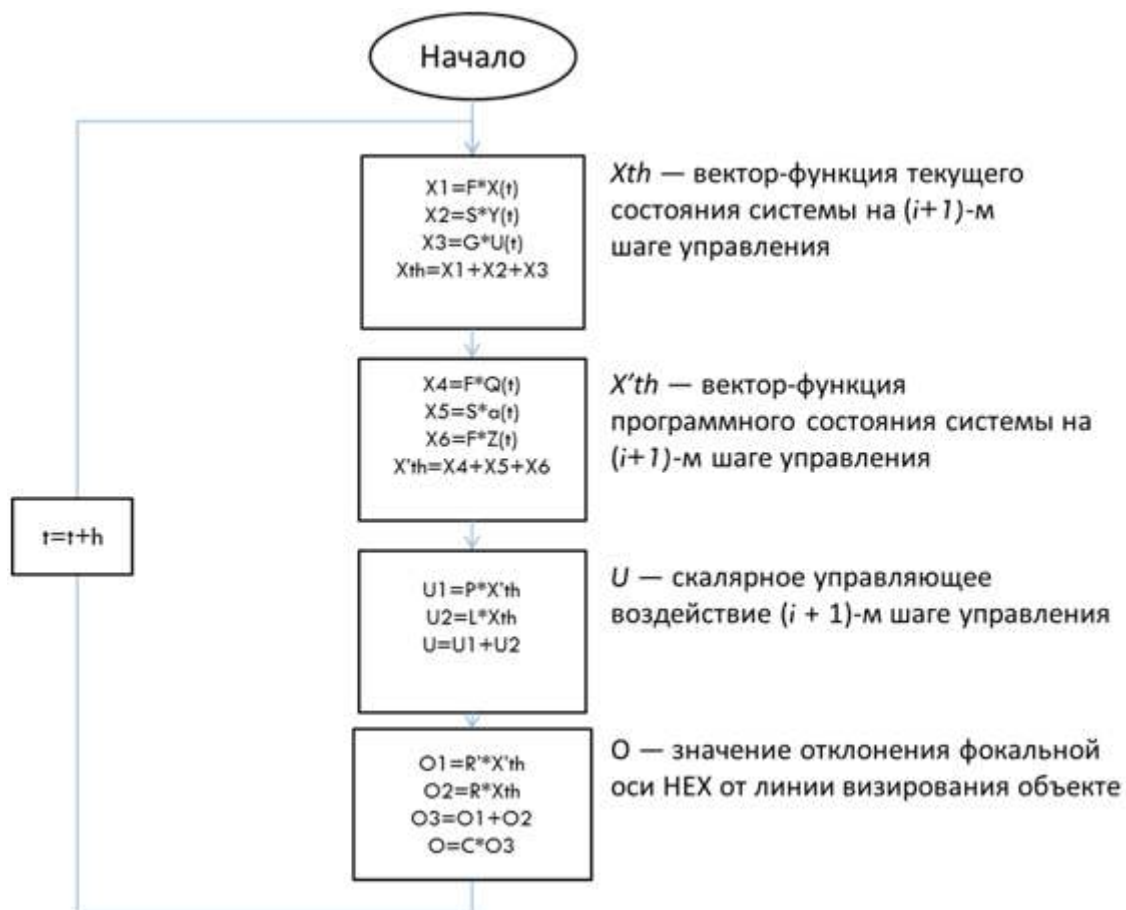 Начало
X1=F*X(t)
X2=S*Y(t)
X3=G*U(t)
Xth=X1+X2+X3
Xth — вектор-функция текущего
состояния системы на (i+1)-м
шаге управления
X4=F*Q(t)
X5=S*a(t)
X6=F*Z(t)
X'th=X4+X5+X6
X'th — вектор-функция
программного состояния системы на
(i+1)-м шаге управления
t=t+h
U1=P*X'th
U2=L*Xth
U=U1+U2
U — скалярное управляющее
воздействие (i + 1)-м шаге управления
O1=R'*X'th
O2=R*Xth
O3=O1+O2
O=C*O3
O — значение отклонения фокальной
оси НЕХ от линии визирования объекте